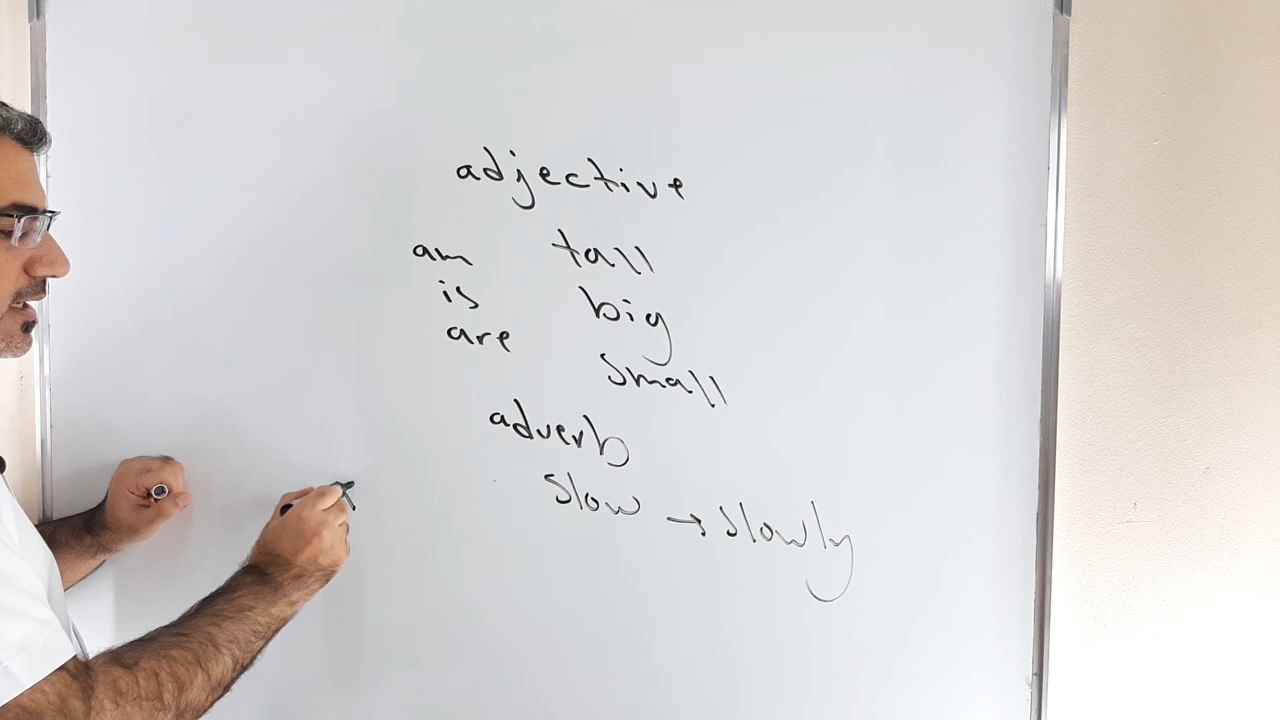 adjective
am tall
is big
are small
adverb
slow → slowly